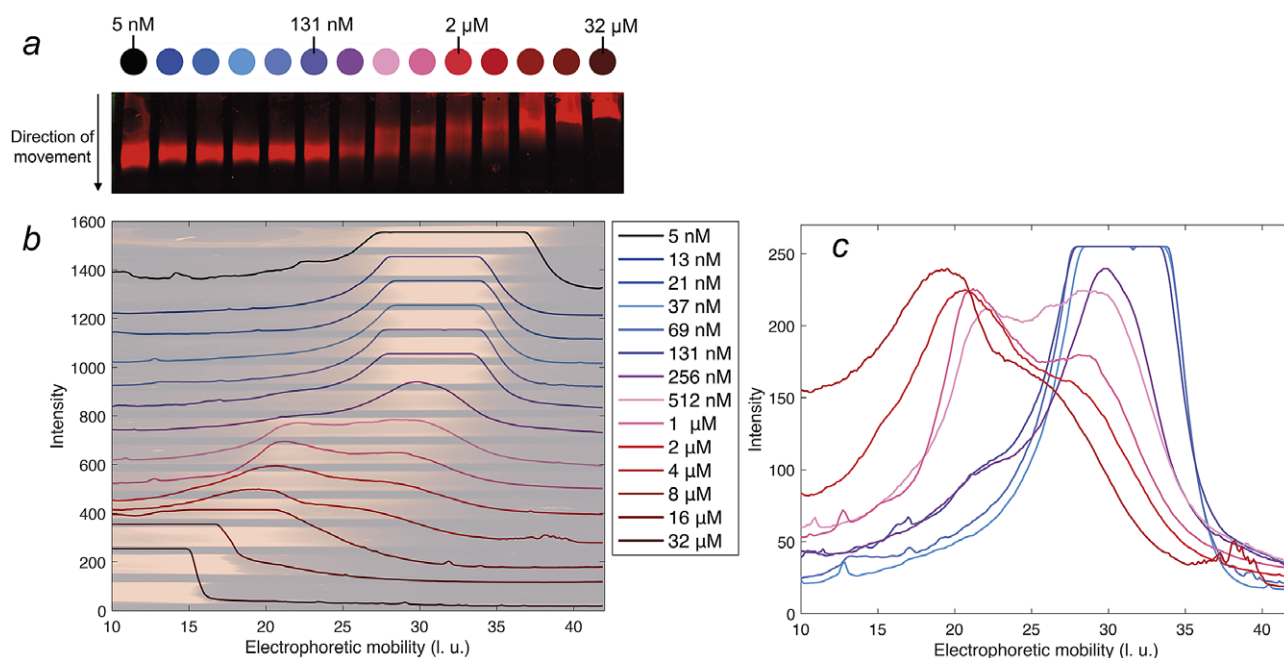 a
5 nM
131 nM
2 µM
32 µM
Direction of
movement
b
1600
1400
1200
1000
800
600
400
200
0
Intensity
10
15
20
25
30
35
40
Electrophoretic mobility (l. u.)
5 nM
13 nM
21 nM
37 nM
69 nM
131 nM
256 nM
512 nM
1 µM
2 µM
4 µM
8 µM
16 µM
32 µM
c
250
200
150
100
50
0
Intensity
10
15
20
25
30
35
40
Electrophoretic mobility (l. u.)